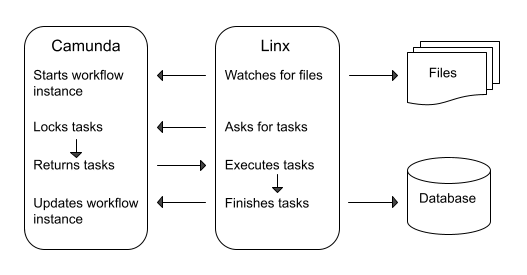 Camunda
Starts workflow
instance
Locks tasks
Returns tasks
Updates workflow
instance
Linx
Watches for files
Asks for tasks
Executes tasks
Finishes tasks
Files
Database